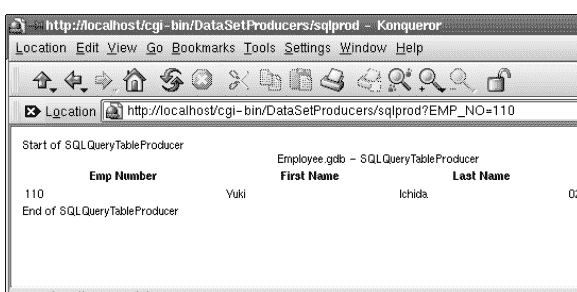 http://localhost/cgi-bin/DataSetProducers/sqlprod - Konqueror
Location Edit View Go Bookmarks Tools Settings Window Help
Location http://localhost/cgi-bin/DataSetProducers/sqlprod?EMP_NO=110
Start of SQLQueryTableProducer
Employee.gdb - SQLQueryTableProducer
Emp Number First Name Last Name
110 Yuki Ichida 02
End of SQLQueryTableProducer